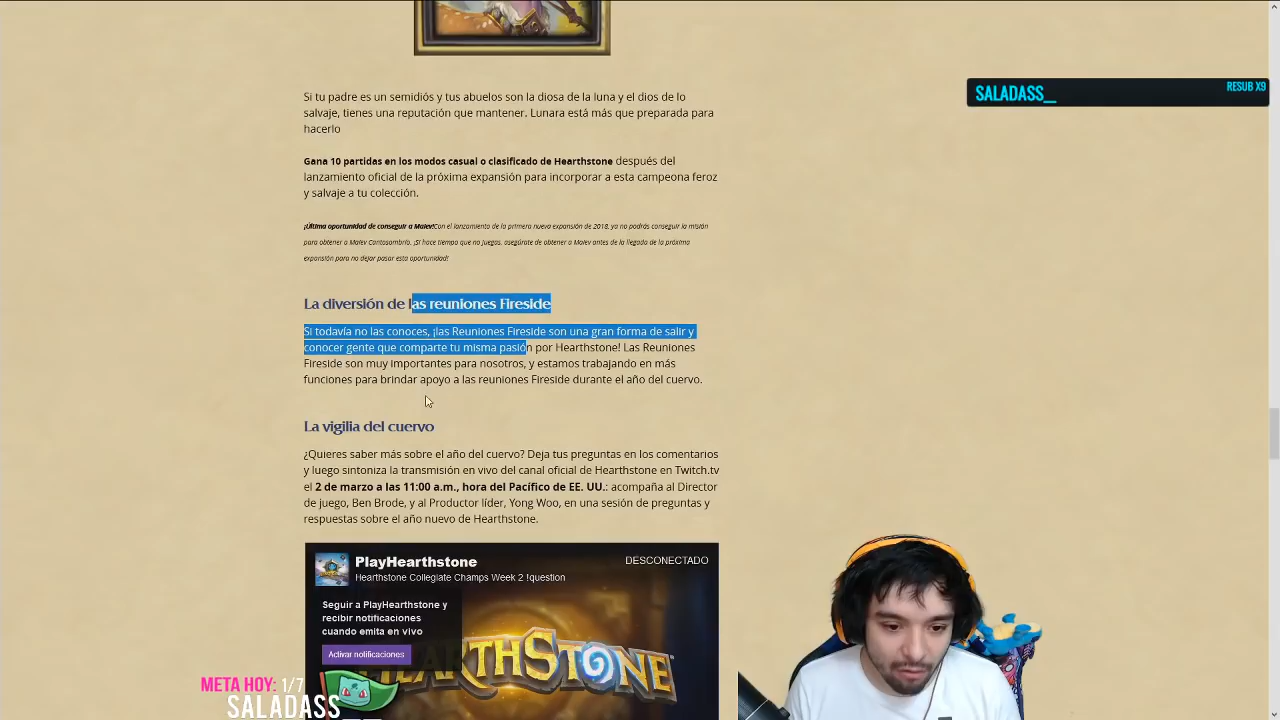 Si tu padre es un semidiós y tus abuelos son la diosa de la luna y el dios de lo
salvaje, tienes una reputación que mantener. Lunara está más que preparada para
hacerlo
SALADASS_
RESUB X9
Gana 10 partidas en los modos casual o clasificado de Hearthstone después del
lanzamiento oficial de la próxima expansión para incorporar a esta campeona feroz
y salvaje a tu colección.
¡Última oportunidad de conseguir a Maiev!Con el lanzamiento de la primera nueva expansión de 2018, ya no podrás conseguir la misión
para obtener a Maiev Cantosombrío. ¡Si hace tiempo que no juegas, asegúrate de obtener a Maiev antes de la llegada de la próxima
expansión para no dejar pasar esta oportunidad!
La diversión de las reuniones Fireside
Si todavía no las conoces, ¡las Reuniones Fireside son una gran forma de salir y
conocer gente que comparte tu misma pasión por Hearthstone! Las Reuniones
Fireside son muy importantes para nosotros, y estamos trabajando en más
funciones para brindar apoyo a las reuniones Fireside durante el año del cuervo.
La vigilia del cuervo
¿Quieres saber más sobre el año del cuervo? Deja tus preguntas en los comentarios
y luego sintoniza la transmisión en vivo del canal oficial de Hearthstone en Twitch.tv
el 2 de marzo a las 11:00 a.m., hora del Pacífico de EE. UU.: acompaña al Director
de juego, Ben Brode, y al Productor líder, Yong Woo, en una sesión de preguntas y
respuestas sobre el año nuevo de Hearthstone.
PlayHearthstone
DESCONECTADO
Hearthstone Collegiate Champs Week 2 !question
Seguir a PlayHearthstone y
recibir notificaciones
cuando emita en vivo
Activar notificaciones
HEARTHSTONE
META HOY: 1/7
SALADASS